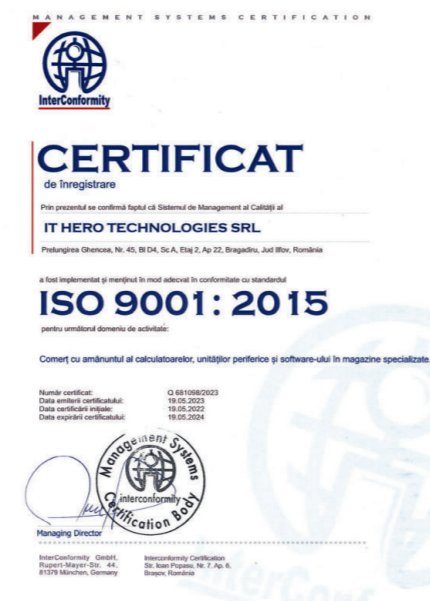 MANAGEMENT SYSTEMS CERTIFICATION
InterConformity
CERTIFICAT
de înregistrare
Prin prezentul se confirmă faptul că Sistemul de Management al Calității al
IT HERO TECHNOLOGIES SRL
Prelungirea Ghencea, Nr. 45, Bl D4, Sc A, Etaj 2, Ap 22, Bragadiru, Jud Ilfov, România
a fost implementat și menținut în mod adecvat în conformitate cu standardul
ISO 9001: 2015
pentru următorul domeniu de activitate:
Comerț cu amănuntul al calculatoarelor, unităților periferice și software-ului în magazine specializate.
Număr certificat: Q 681098/2023
Data emiterii certificatului: 19.05.2023
Data certificării inițiale: 19.05.2022
Data expirării certificatului: 19.05.2024
Management Systems
interconformity
Certification Body
Managing Director
InterConformity GmbH.
Rupert-Mayer-Str. 44.
81379 München, Germany
Interconformity Certification
Str. Ioan Popasu, Nr. 7, Ap. 6,
Brașov, România